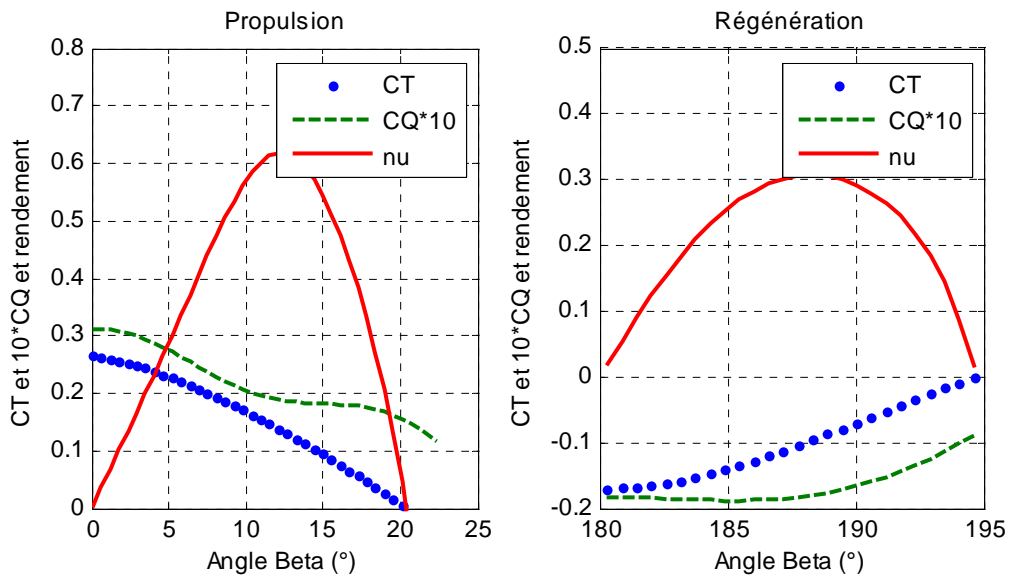 Propulsion
0.8
0.7
0.6
0.5
0.4
0.3
0.2
0.1
0
0 5 10 15 20 25
CT et 10*CQ et rendement
Angle Beta (°)
CT
CQ*10
nu
Régénération
0.5
0.4
0.3
0.2
0.1
0
-0.1
-0.2
180 185 190 195
CT et 10*CQ et rendement
Angle Beta (°)
CT
CQ*10
nu